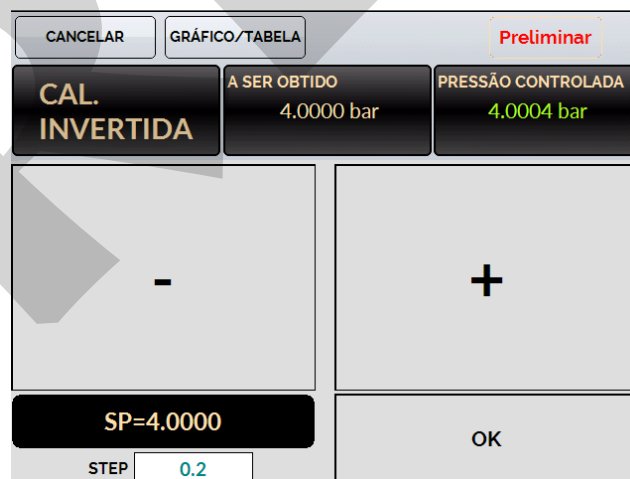 CANCELAR
GRÁFICO/TABELA
Preliminar
CAL.
INVERTIDA
A SER OBTIDO
4.0000 bar
PRESSÃO CONTROLADA
4.0004 bar
-
+
SP=4.0000
OK
STEP
0.2